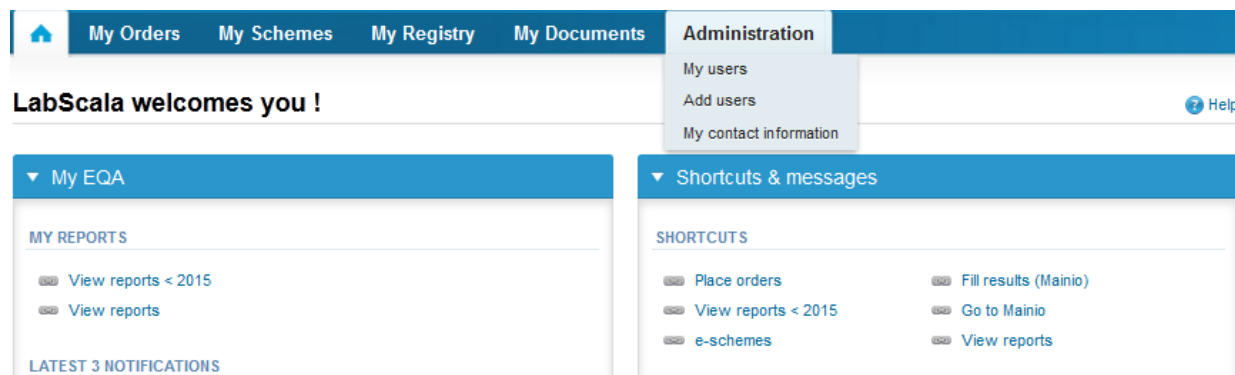 My Orders My Schemes My Registry My Documents Administration
My users
Add users
My contact information
LabScala welcomes you !
Help
My EQA
MY REPORTS
View reports < 2015
View reports
LATEST 3 NOTIFICATIONS
Shortcuts & messages
SHORTCUTS
Place orders
Fill results (Mainio)
View reports < 2015
Go to Mainio
e-schemes
View reports